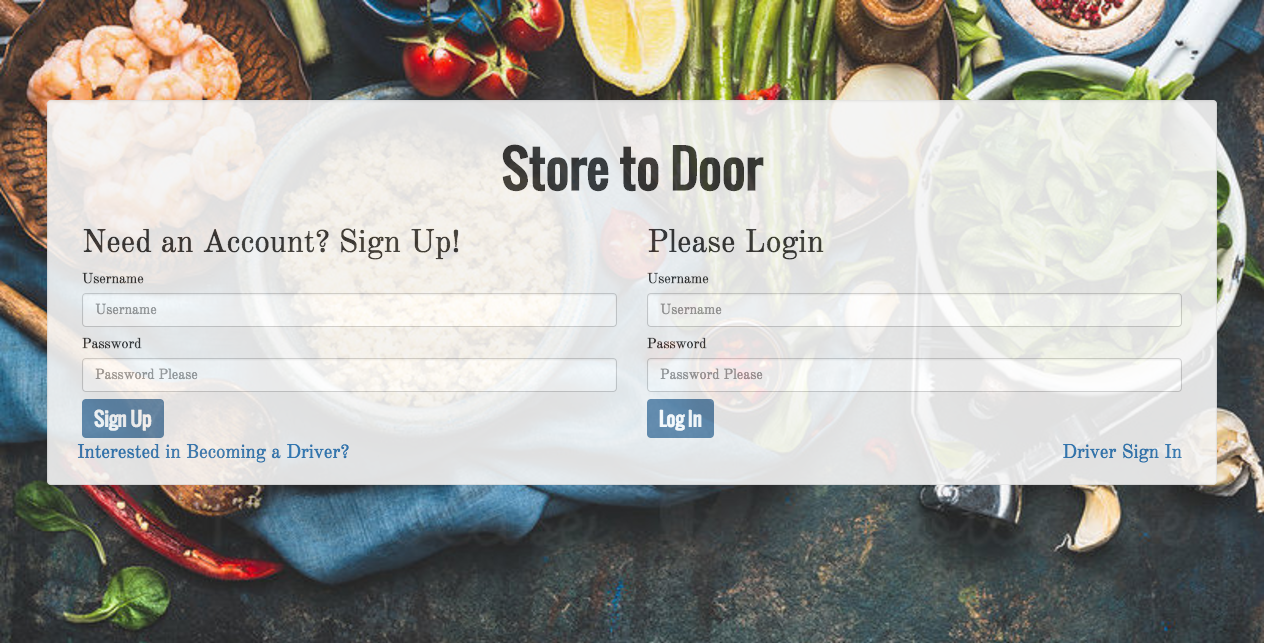 Store to Door
Need an Account? Sign Up!
Username
Username
Password
Password Please
Sign Up
Interested in Becoming a Driver?
Please Login
Username
Username
Password
Password Please
Log In
Driver Sign In